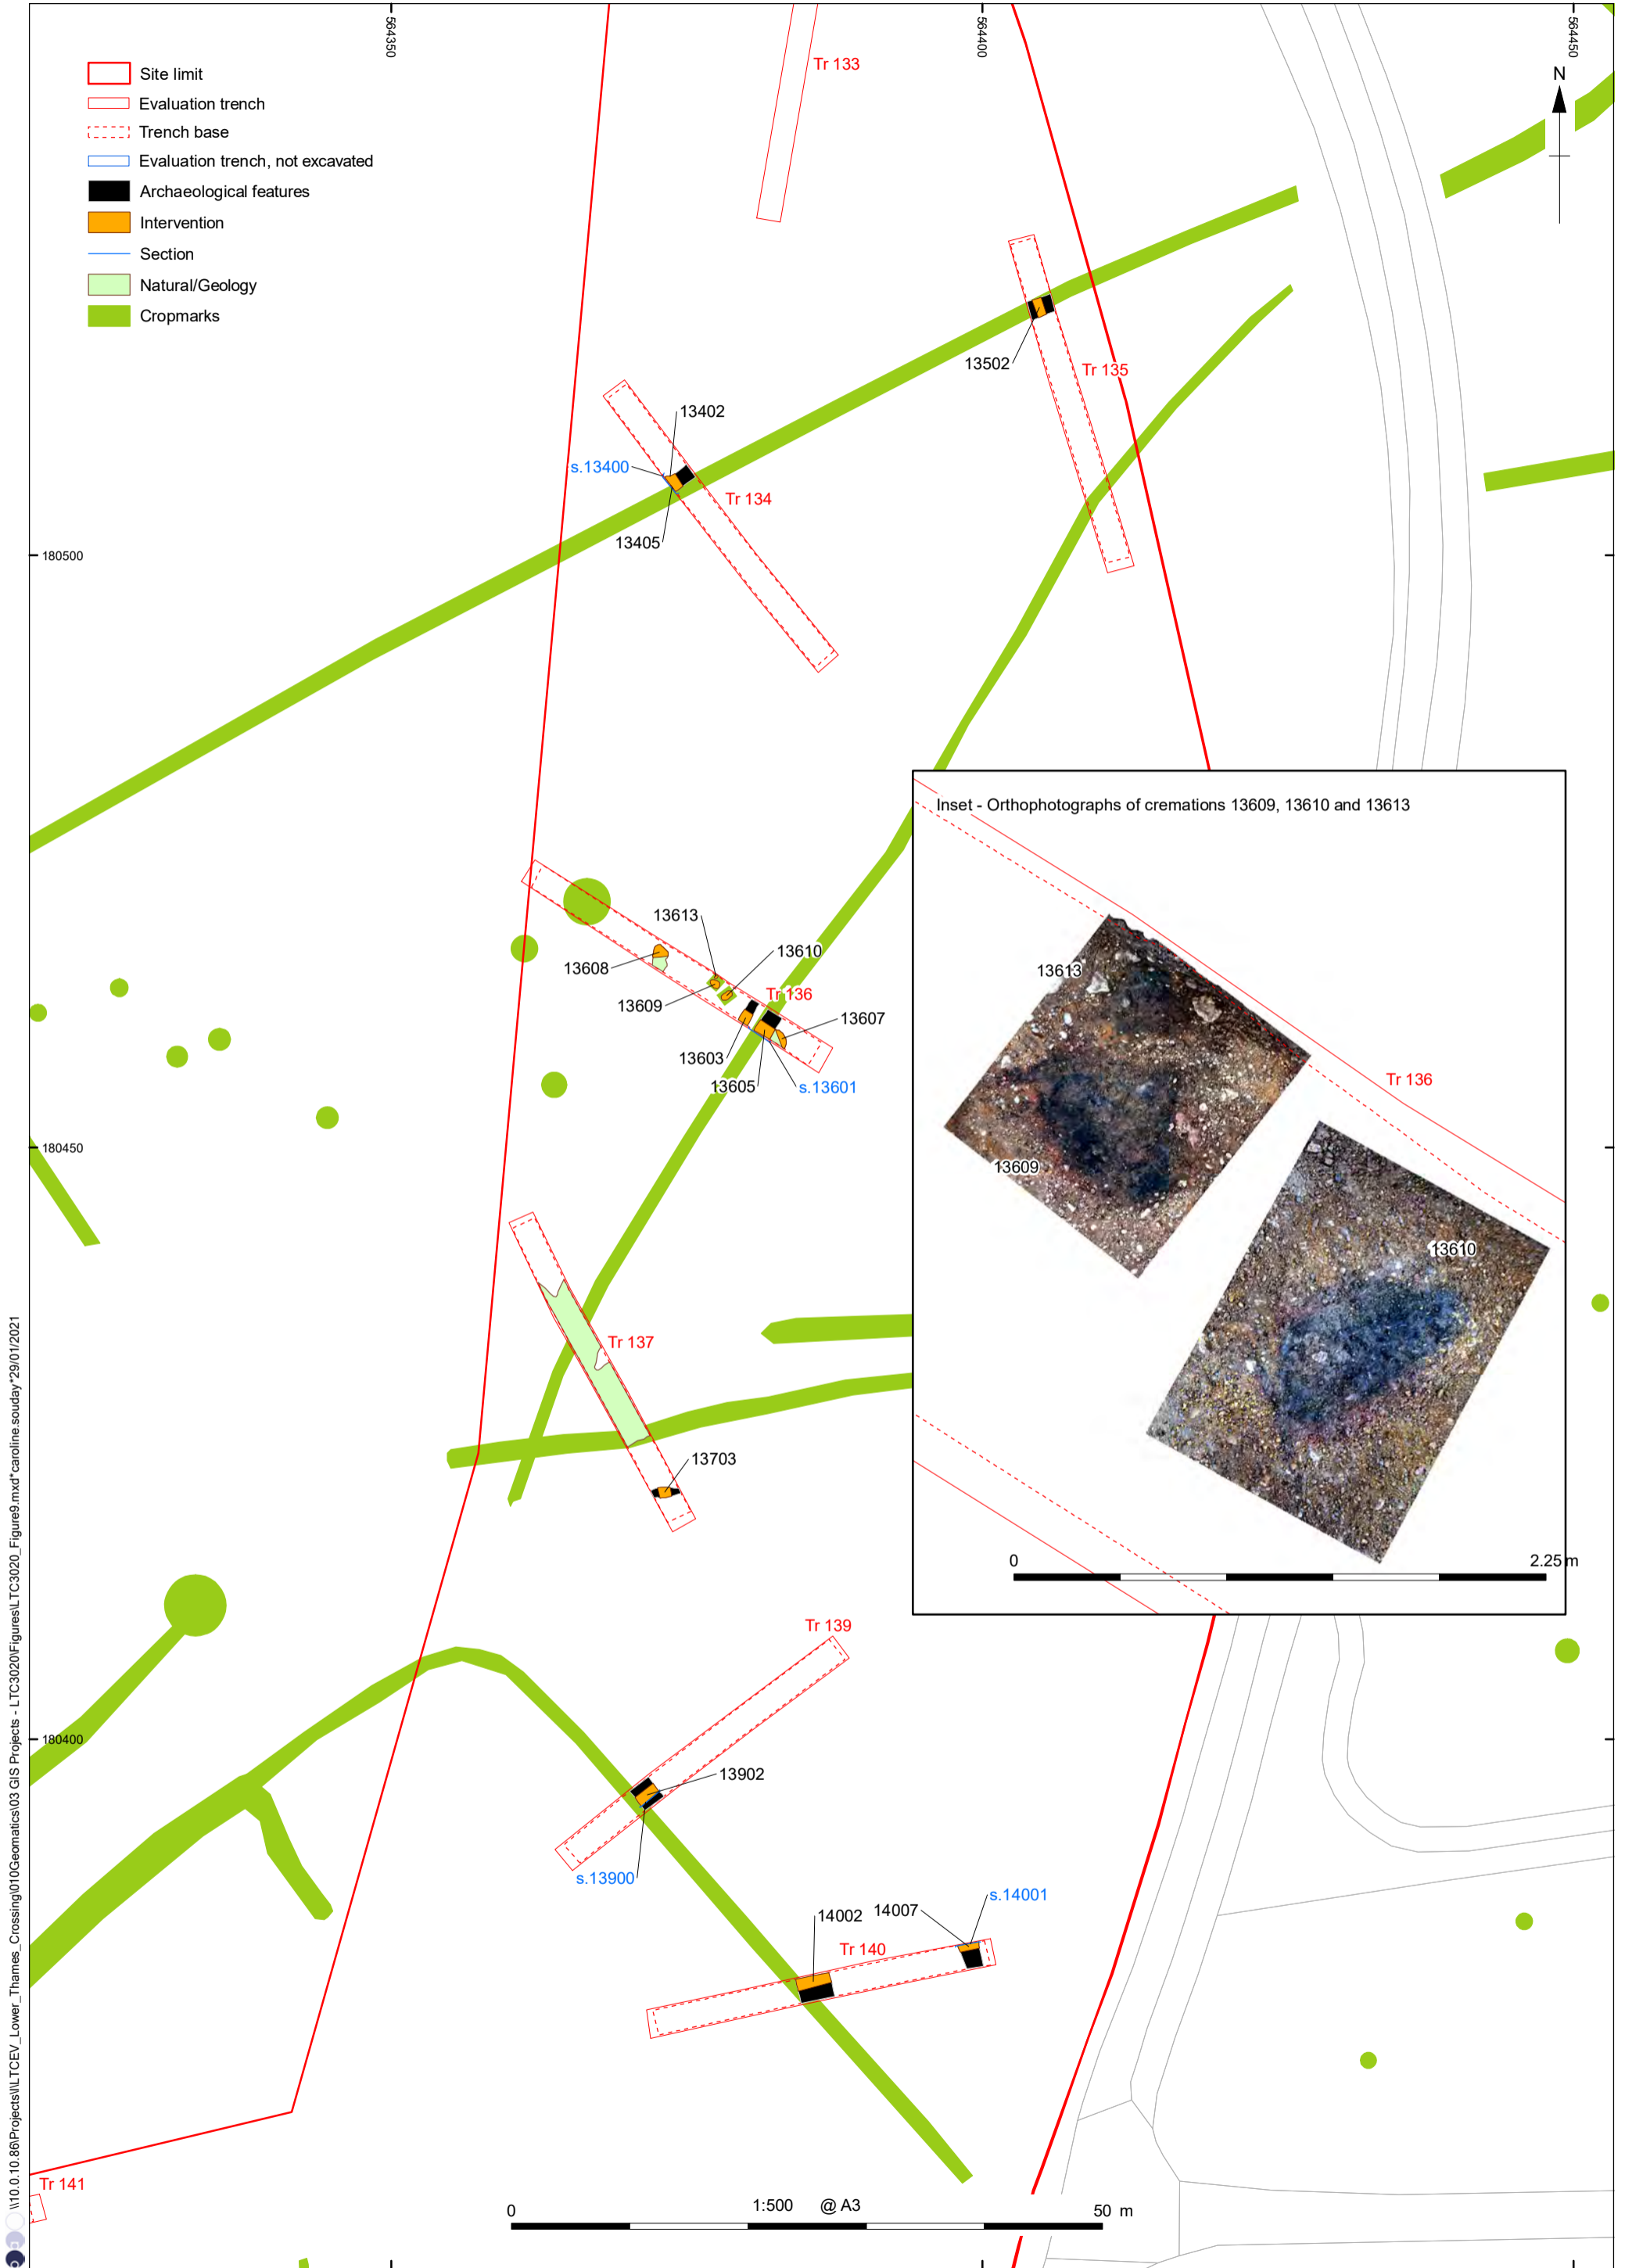 564350
564400
564450
Site limit
Evaluation trench
Trench base
Evaluation trench, not excavated
Archaeological features
Intervention
Section
Natural/Geology
Cropmarks
N
Tr 133
13502
Tr 135
13402
s.13400
Tr 134
13405
180500
Inset - Orthophotographs of cremations 13609, 13610 and 13613
13613
13609
Tr 136
13610
0
2.25 m
13613
13610
13608
13609
Tr 136
13607
13603
13605
s.13601
180450
Tr 137
13703
Tr 139
180400
13902
s.13900
14002
14007
s.14001
Tr 140
Tr 141
0
1:500 @ A3
50 m
\\10.0.10.86\Projects\l\LTCEV_Lower_Thames_Crossing\010Geomatics\03 GIS Projects - LTC3020\Figures\LTC3020_Figure9.mxd*caroline.souday*29/01/2021